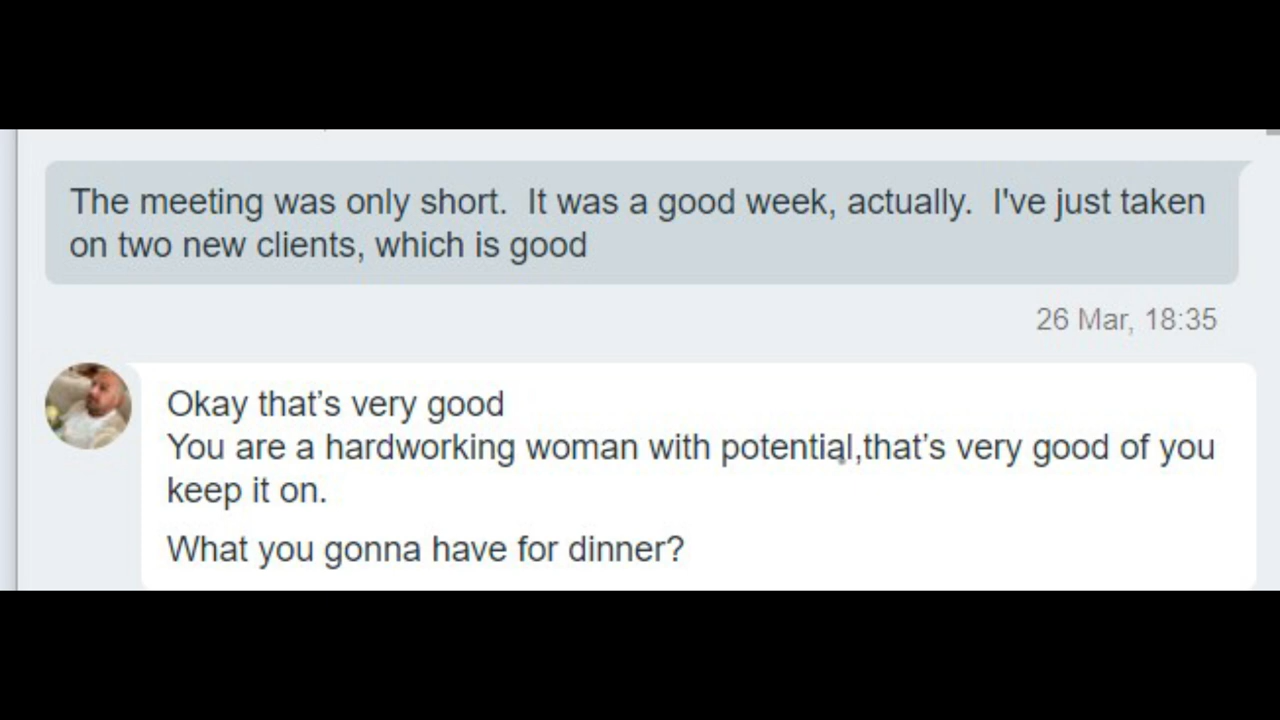 The meeting was only short.  It was a good week, actually.  I've just taken
on two new clients, which is good
26 Mar, 18:35
Okay that’s very good
You are a hardworking woman with potential,that’s very good of you
keep it on.
What you gonna have for dinner?